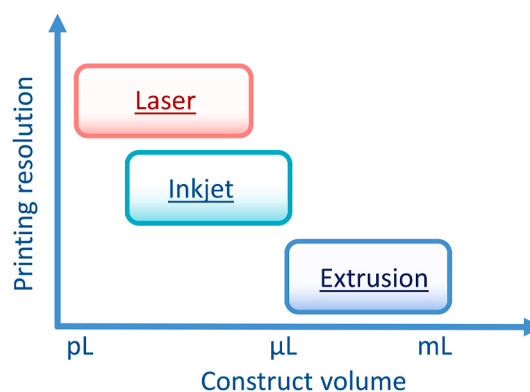 Printing resolution
Laser
Inkjet
Extrusion
pL
µL
mL
Construct volume